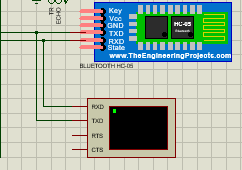 TR
ECHO
Key
Vcc
GND
TXD
RXD
State
HC-05
Bluetooth
www.TheEngineeringProjects.com
BLUETOOTH HC-05
RXD
TXD
RTS
CTS